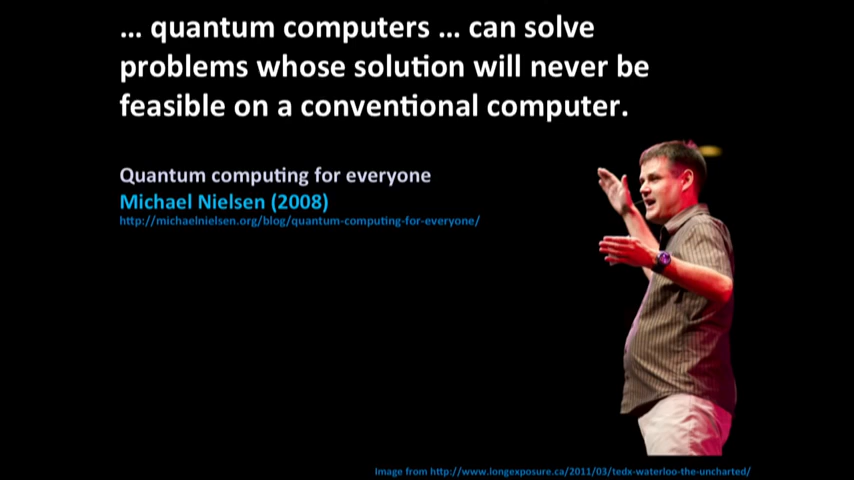 … quantum computers … can solve
problems whose solution will never be
feasible on a conventional computer.
Quantum computing for everyone
Michael Nielsen (2008)
http://michaelnielsen.org/blog/quantum-computing-for-everyone/
Image from http://www.longexposure.ca/2011/03/tedx-waterloo-the-uncharted/